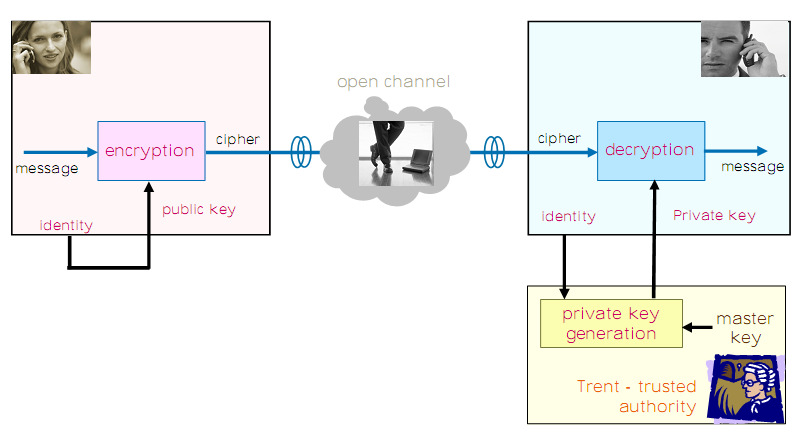 open channel
encryption
cipher
message
public key
identity
cipher
decryption
message
identity
Private key
private key
generation
master
key
Trent - trusted
authority